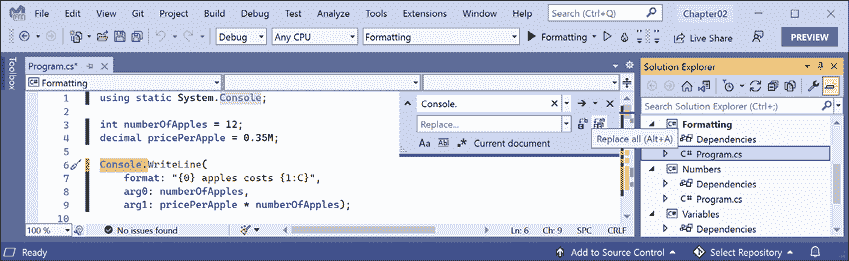 File Edit View Git Project Build Debug Test Analyze Tools Extensions Window Help Search (Ctrl+Q) Chapter02
Debug Any CPU Formatting Formatting Live Share PREVIEW
Toolbox
Program.cs*
Formatting
1 using static System.Console;
2
3 int numberOfApples = 12;
4 decimal pricePerApple = 0.35M;
5
6 Console.WriteLine(
7 format: "{0} apples costs {1:C}",
8 arg0: numberOfApples,
9 arg1: pricePerApple * numberOfApples);
10
Console.
Replace...
Aa Ab .* Current document
Replace all (Alt+A)
Solution Explorer
Search Solution Explorer (Ctrl+;)
Formatting
Dependencies
C# Program.cs
Numbers
Dependencies
C# Program.cs
Variables
Dependencies
100 % No issues found Ln: 6 Ch: 9 SPC CRLF
Ready Add to Source Control Select Repository